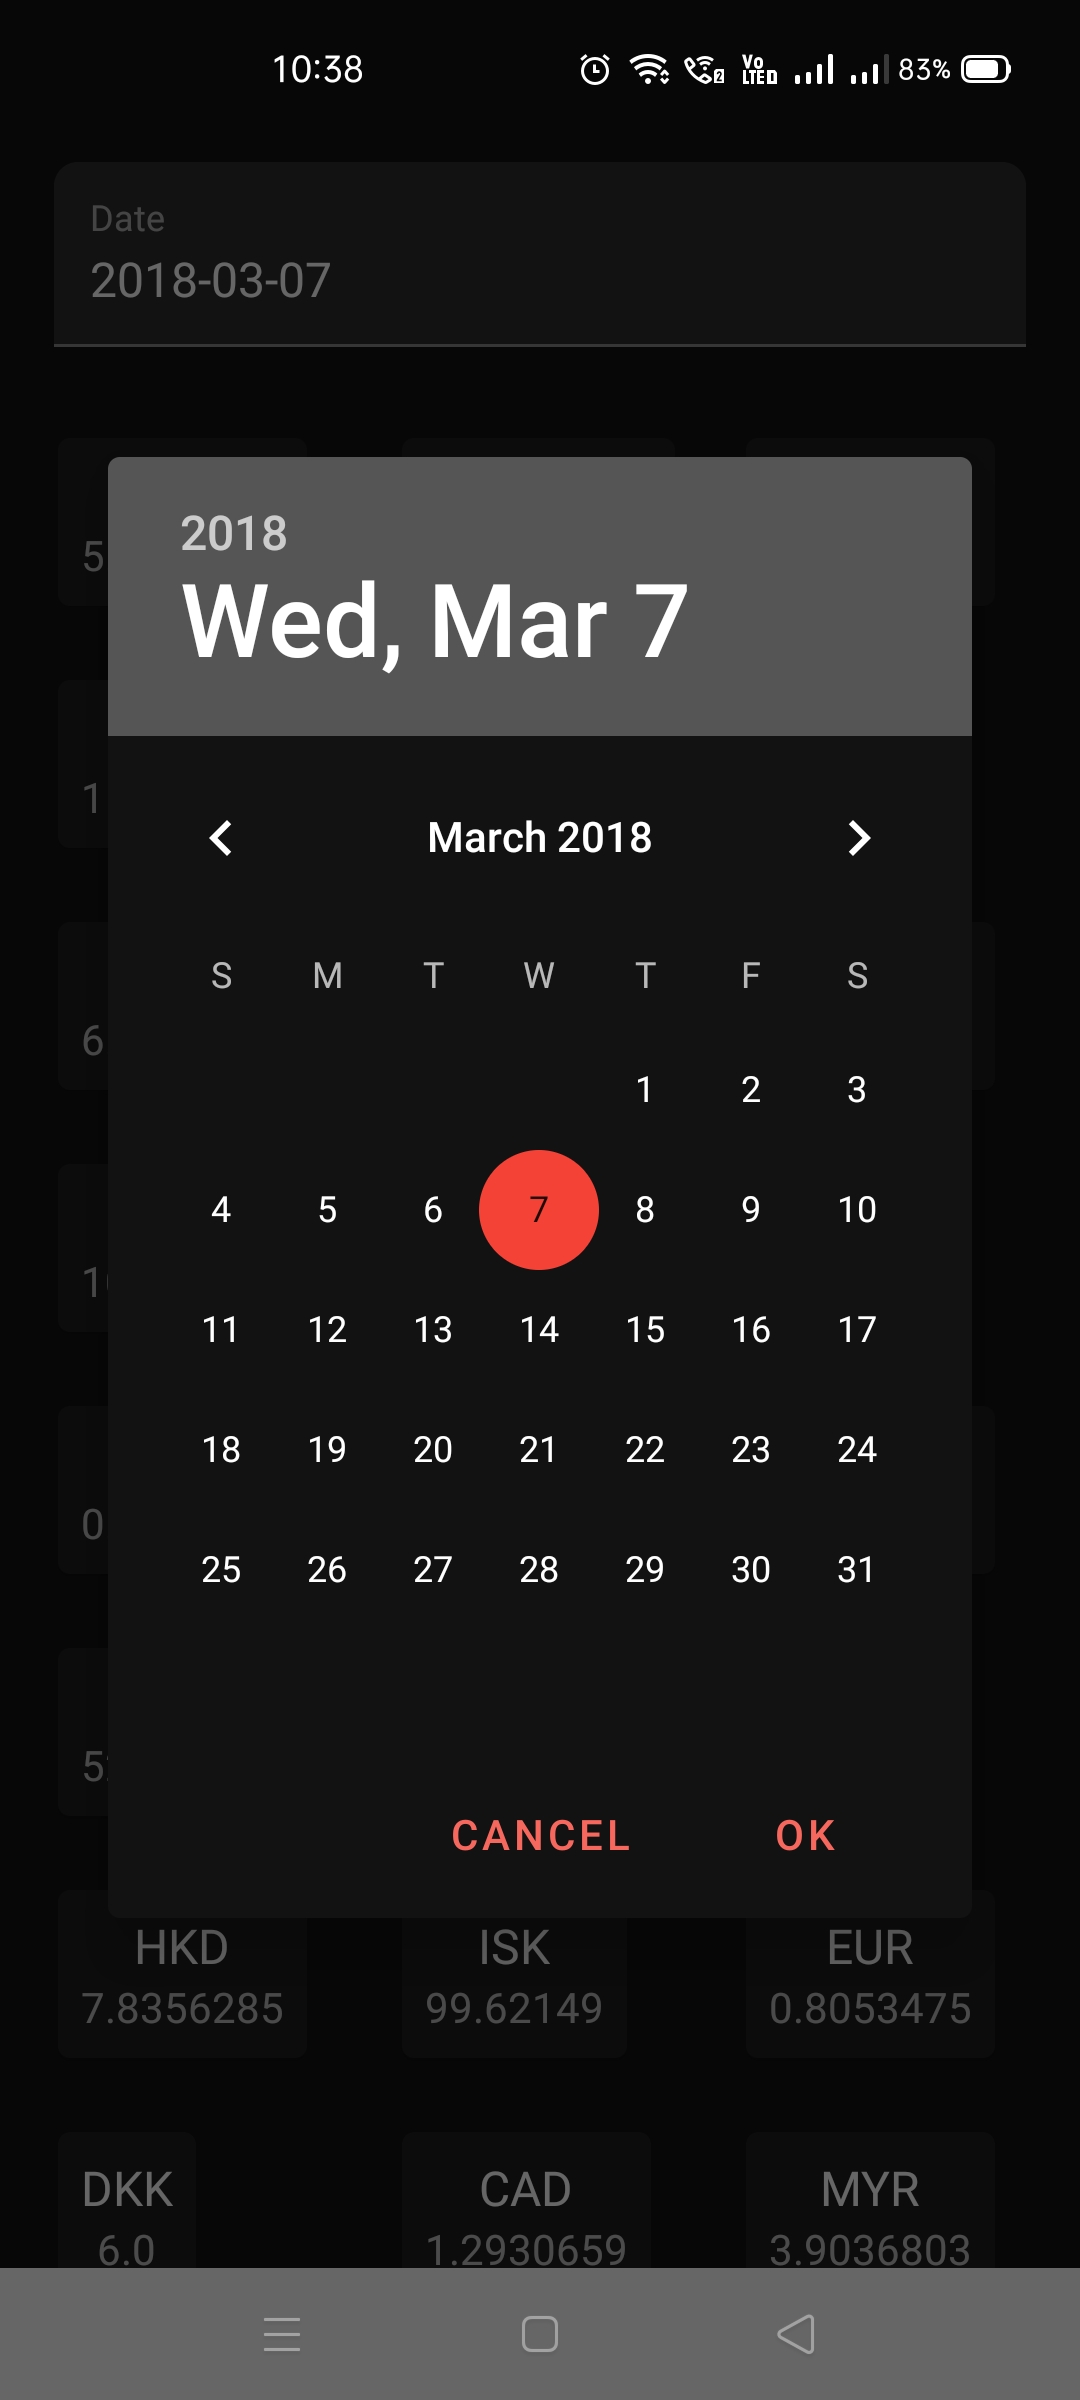 10:38 Vo LTED 2 83%
Date
2018-03-07
2018
Wed, Mar 7
March 2018
S M T W T F S
1 2 3
4 5 6 7 8 9 10
11 12 13 14 15 16 17
18 19 20 21 22 23 24
25 26 27 28 29 30 31
CANCEL OK
HKD ISK EUR
7.8356285 99.62149 0.8053475
DKK CAD MYR
6.0 1.2930659 3.9036803